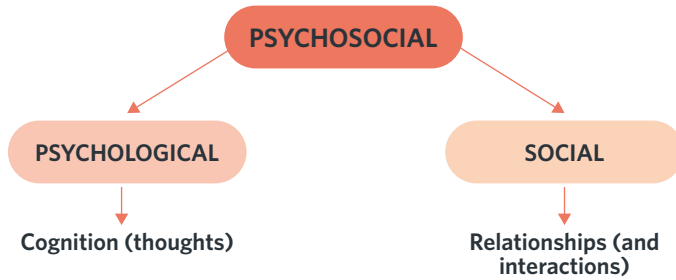 PSYCHOSOCIAL
PSYCHOLOGICAL
SOCIAL
Cognition (thoughts)
Relationships (and
interactions)